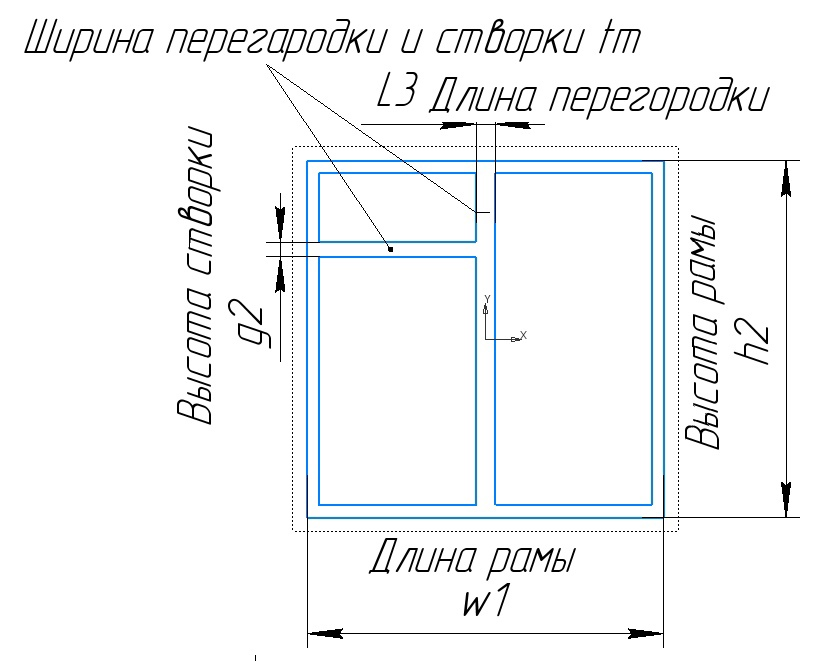 Ширина перегародки и створки tm
L3 Длина перегородки
Высота створки
g2
Y
X
Высота рамы
h2
Длина рамы
w1